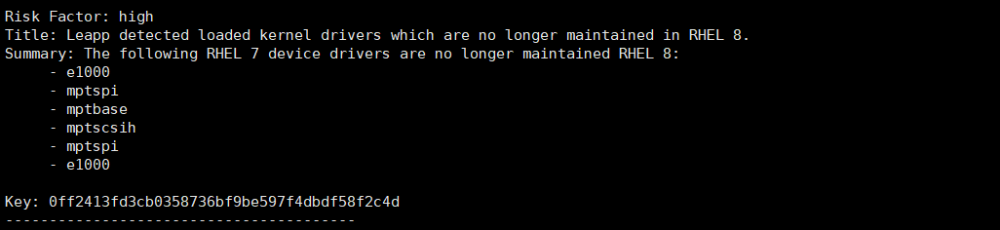 Risk Factor: high
Title: Leapp detected loaded kernel drivers which are no longer maintained in RHEL 8.
Summary: The following RHEL 7 device drivers are no longer maintained RHEL 8:
- e1000
- mptspi
- mptbase
- mptscsih
- mptspi
- e1000
Key: 0ff2413fd3cb0358736bf9be597f4dbdf58f2c4d
----------------------------------------